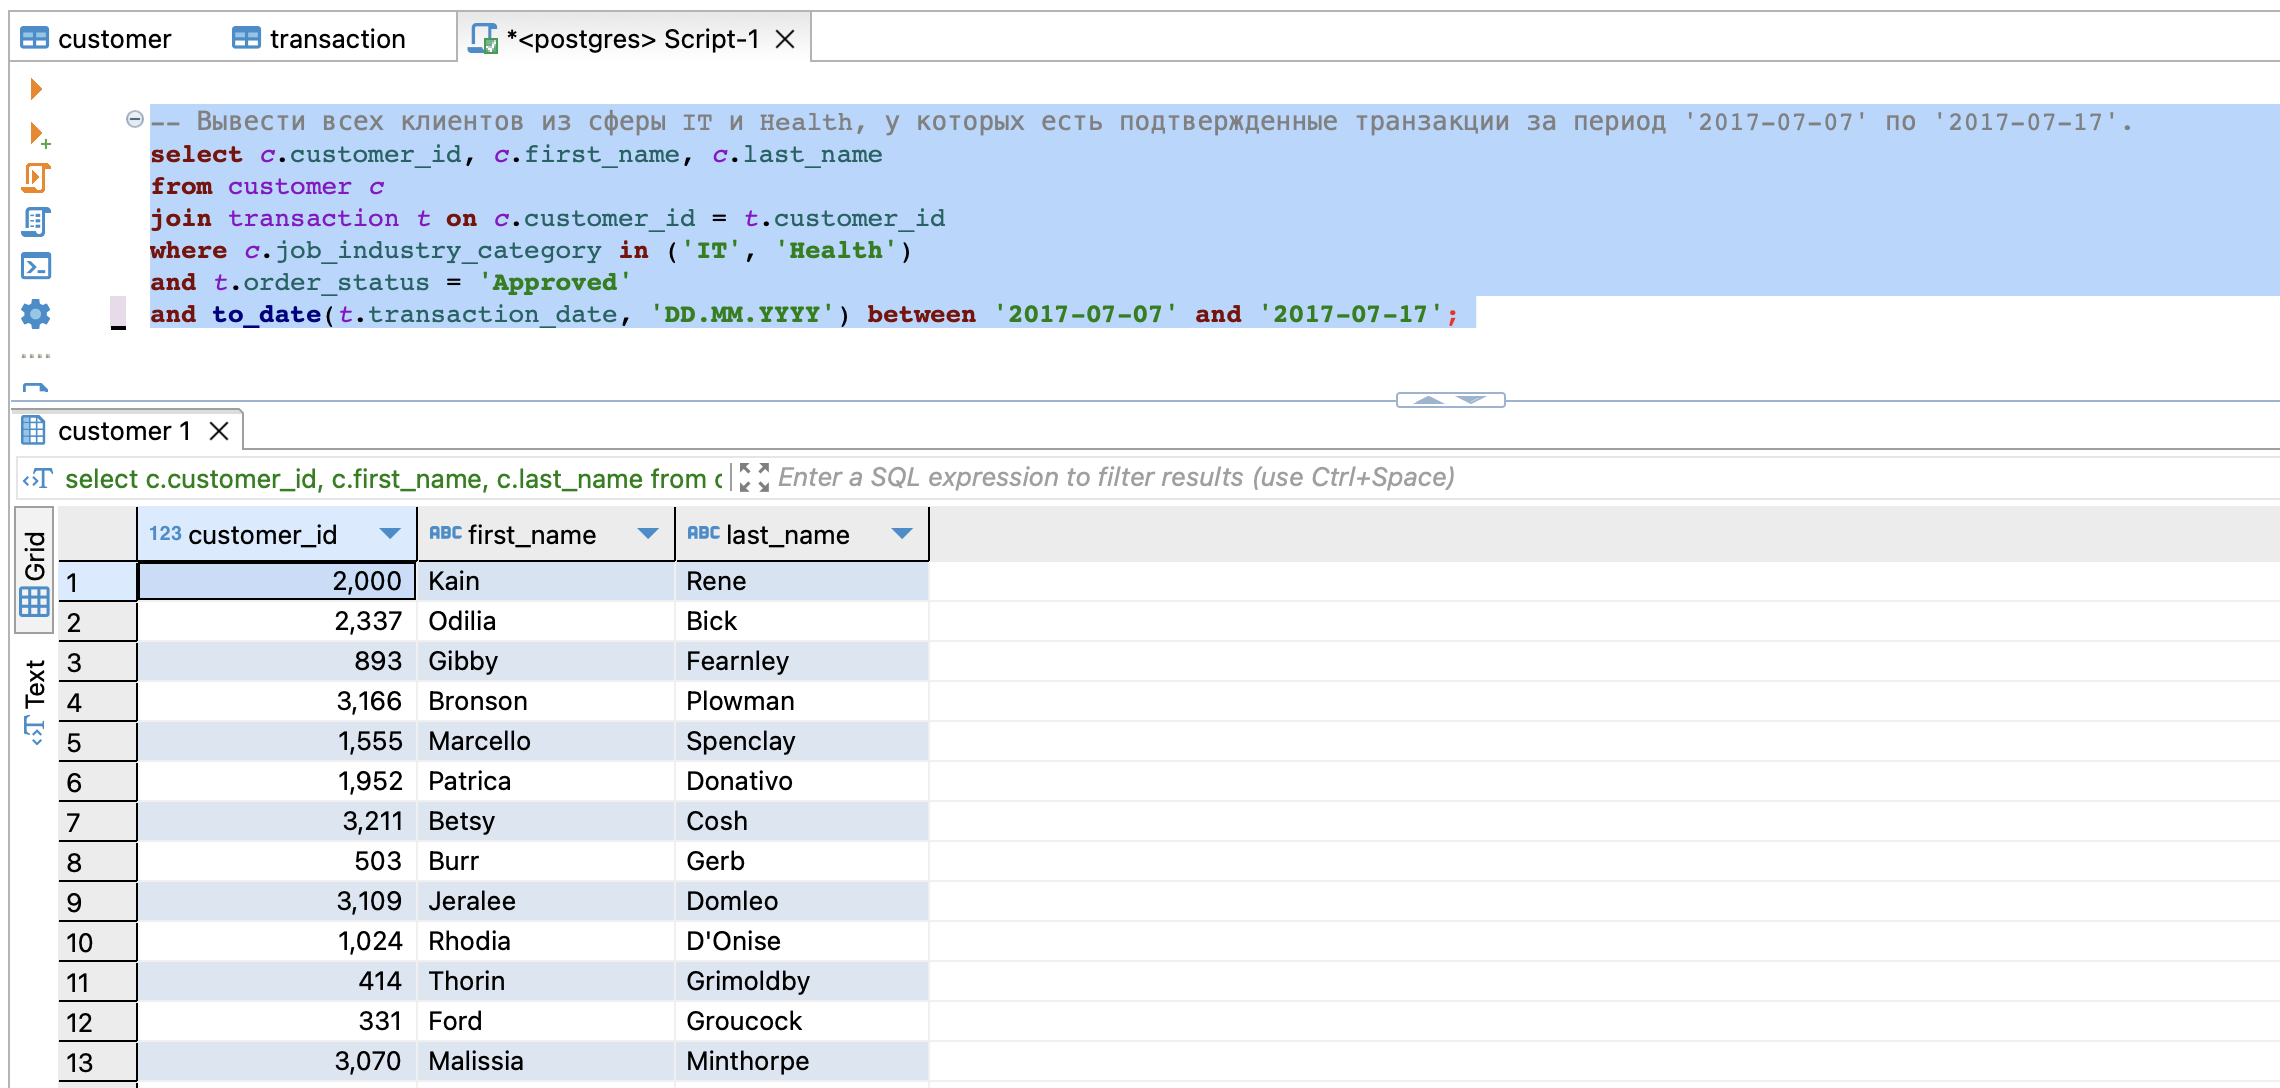 customer transaction *<postgres> Script-1
-- Вывести всех клиентов из сферы IT и Health, у которых есть подтвержденные транзакции за период '2017-07-07' по '2017-07-17'.
select c.customer_id, c.first_name, c.last_name
from customer c
join transaction t on c.customer_id = t.customer_id
where c.job_industry_category in ('IT', 'Health')
and t.order_status = 'Approved'
and to_date(t.transaction_date, 'DD.MM.YYYY') between '2017-07-07' and '2017-07-17';
customer 1
select c.customer_id, c.first_name, c.last_name from c Enter a SQL expression to filter results (use Ctrl+Space)
Grid
Text
123 customer_id ABC first_name ABC last_name
1 2,000 Kain Rene
2 2,337 Odilia Bick
3 893 Gibby Fearnley
4 3,166 Bronson Plowman
5 1,555 Marcello Spenclay
6 1,952 Patrica Donativo
7 3,211 Betsy Cosh
8 503 Burr Gerb
9 3,109 Jeralee Domleo
10 1,024 Rhodia D'Onise
11 414 Thorin Grimoldby
12 331 Ford Groucock
13 3,070 Malissia Minthorpe